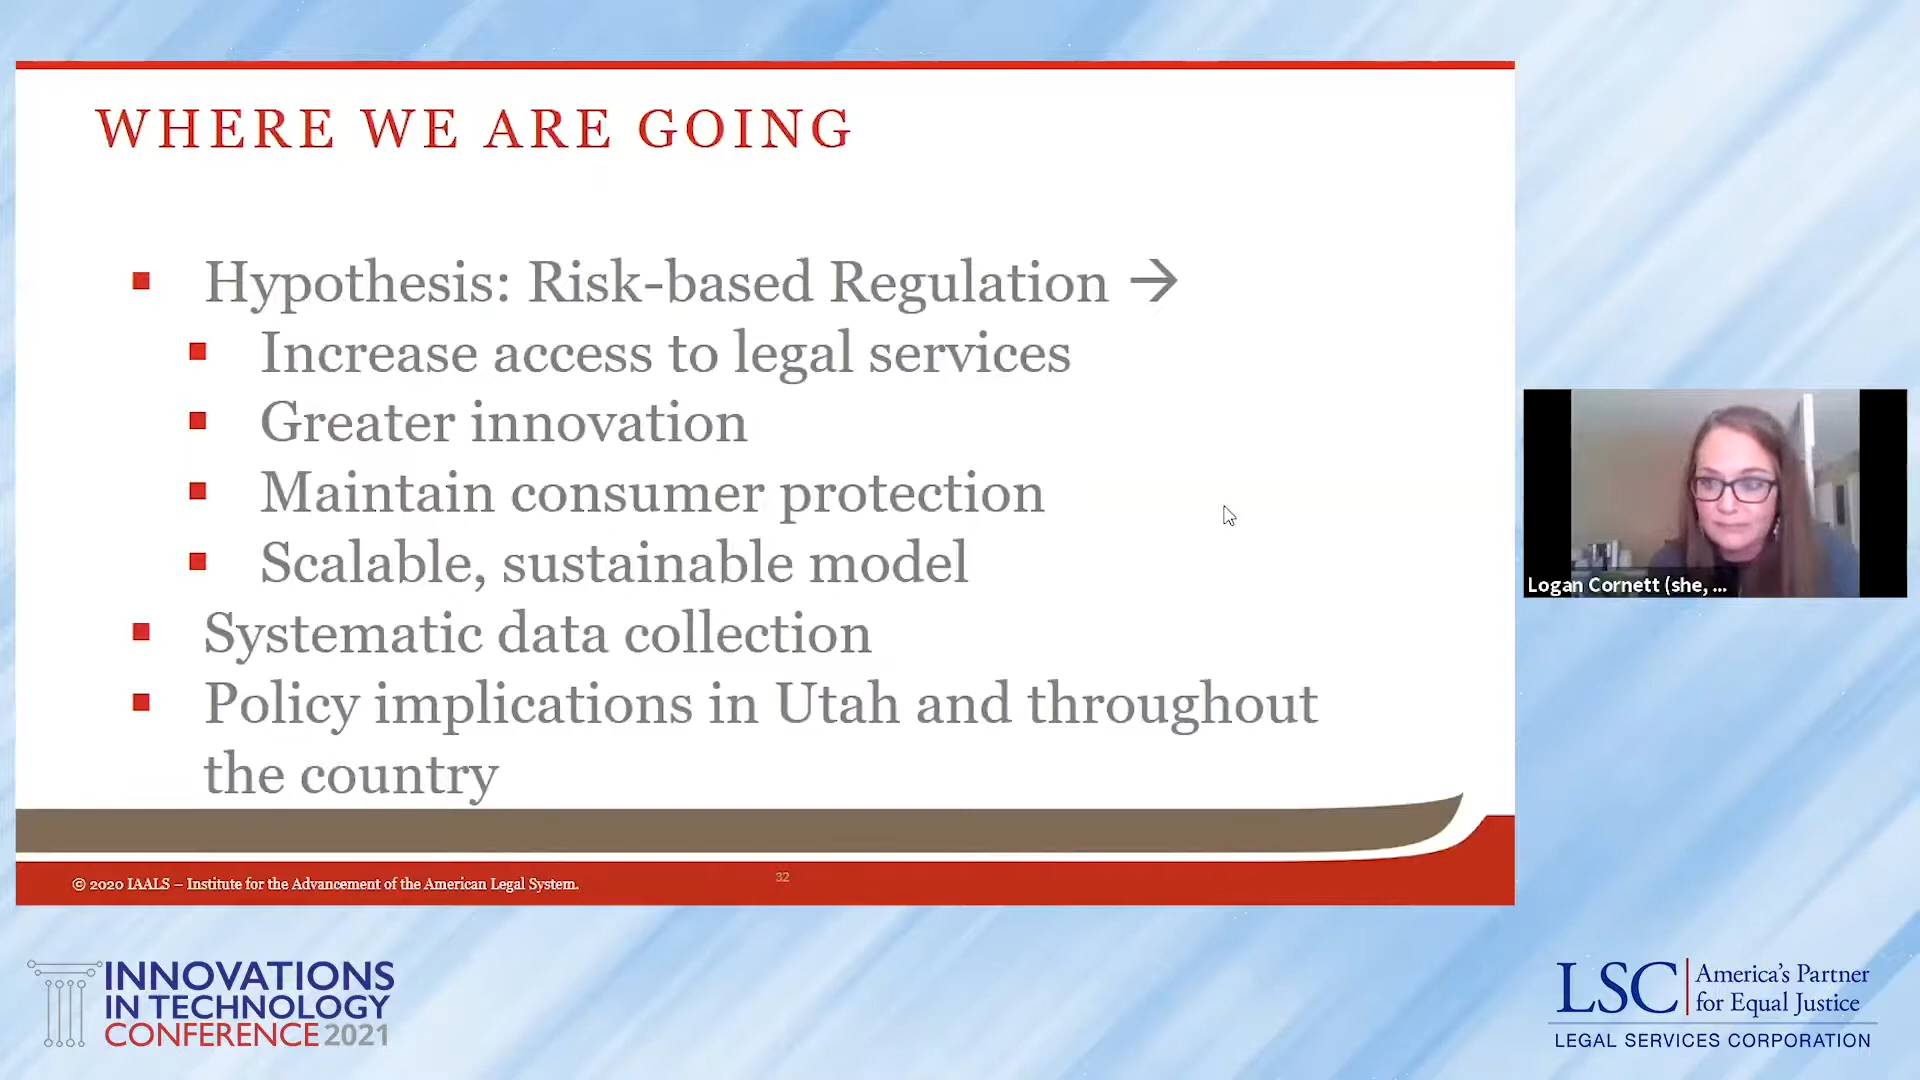 WHERE WE ARE GOING
Hypothesis: Risk-based Regulation →
Increase access to legal services
Greater innovation
Maintain consumer protection
Scalable, sustainable model
Systematic data collection
Policy implications in Utah and throughout
the country
© 2020 IAALS – Institute for the Advancement of the American Legal System.
32
Logan Cornett (she, ...
INNOVATIONS
IN TECHNOLOGY
CONFERENCE 2021
LSC America's Partner
for Equal Justice
LEGAL SERVICES CORPORATION